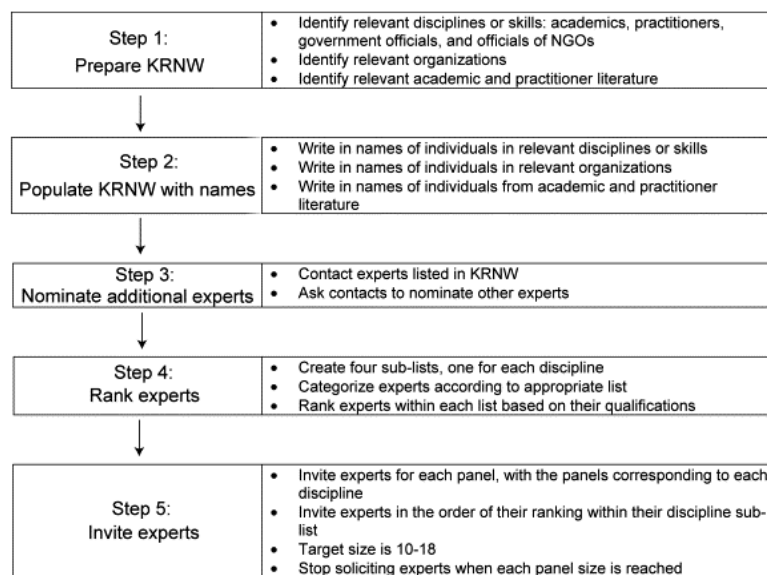 Step 1:
Prepare KRNW
• Identify relevant disciplines or skills: academics, practitioners,
government officials, and officials of NGOs
• Identify relevant organizations
• Identify relevant academic and practitioner literature
Step 2:
Populate KRNW with names
• Write in names of individuals in relevant disciplines or skills
• Write in names of individuals in relevant organizations
• Write in names of individuals from academic and practitioner
literature
Step 3:
Nominate additional experts
• Contact experts listed in KRNW
• Ask contacts to nominate other experts
Step 4:
Rank experts
• Create four sub-lists, one for each discipline
• Categorize experts according to appropriate list
• Rank experts within each list based on their qualifications
Step 5:
Invite experts
• Invite experts for each panel, with the panels corresponding to each
discipline
• Invite experts in the order of their ranking within their discipline sub-
list
• Target size is 10-18
• Stop soliciting experts when each panel size is reached